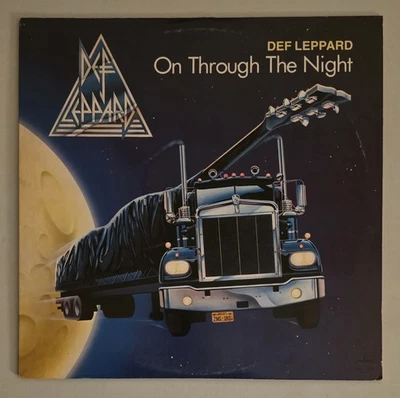 DEF LEPPARD
On Through The Night
DEF
LEPPARD